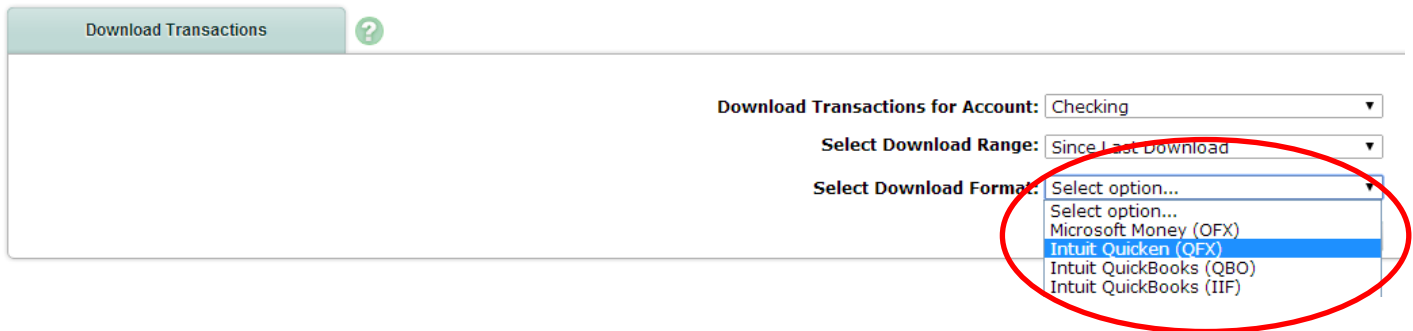 Download Transactions ?
Download Transactions for Account: Checking
Select Download Range: Since Last Download
Select Download Format: Select option...
Select option...
Microsoft Money (OFX)
Intuit Quicken (QFX)
Intuit QuickBooks (QBO)
Intuit QuickBooks (IIF)